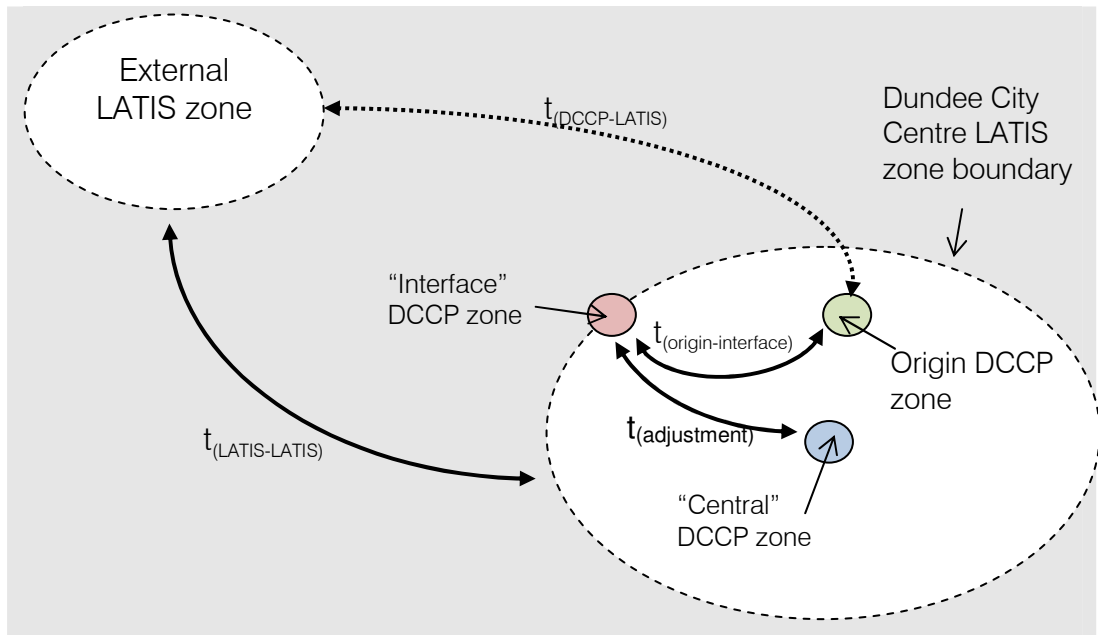 External
LATIS zone
t(DCCP-LATIS)
Dundee City
Centre LATIS
zone boundary
“Interface”
DCCP zone
t(origin-interface)
Origin DCCP
zone
t(adjustment)
t(LATIS-LATIS)
“Central”
DCCP zone